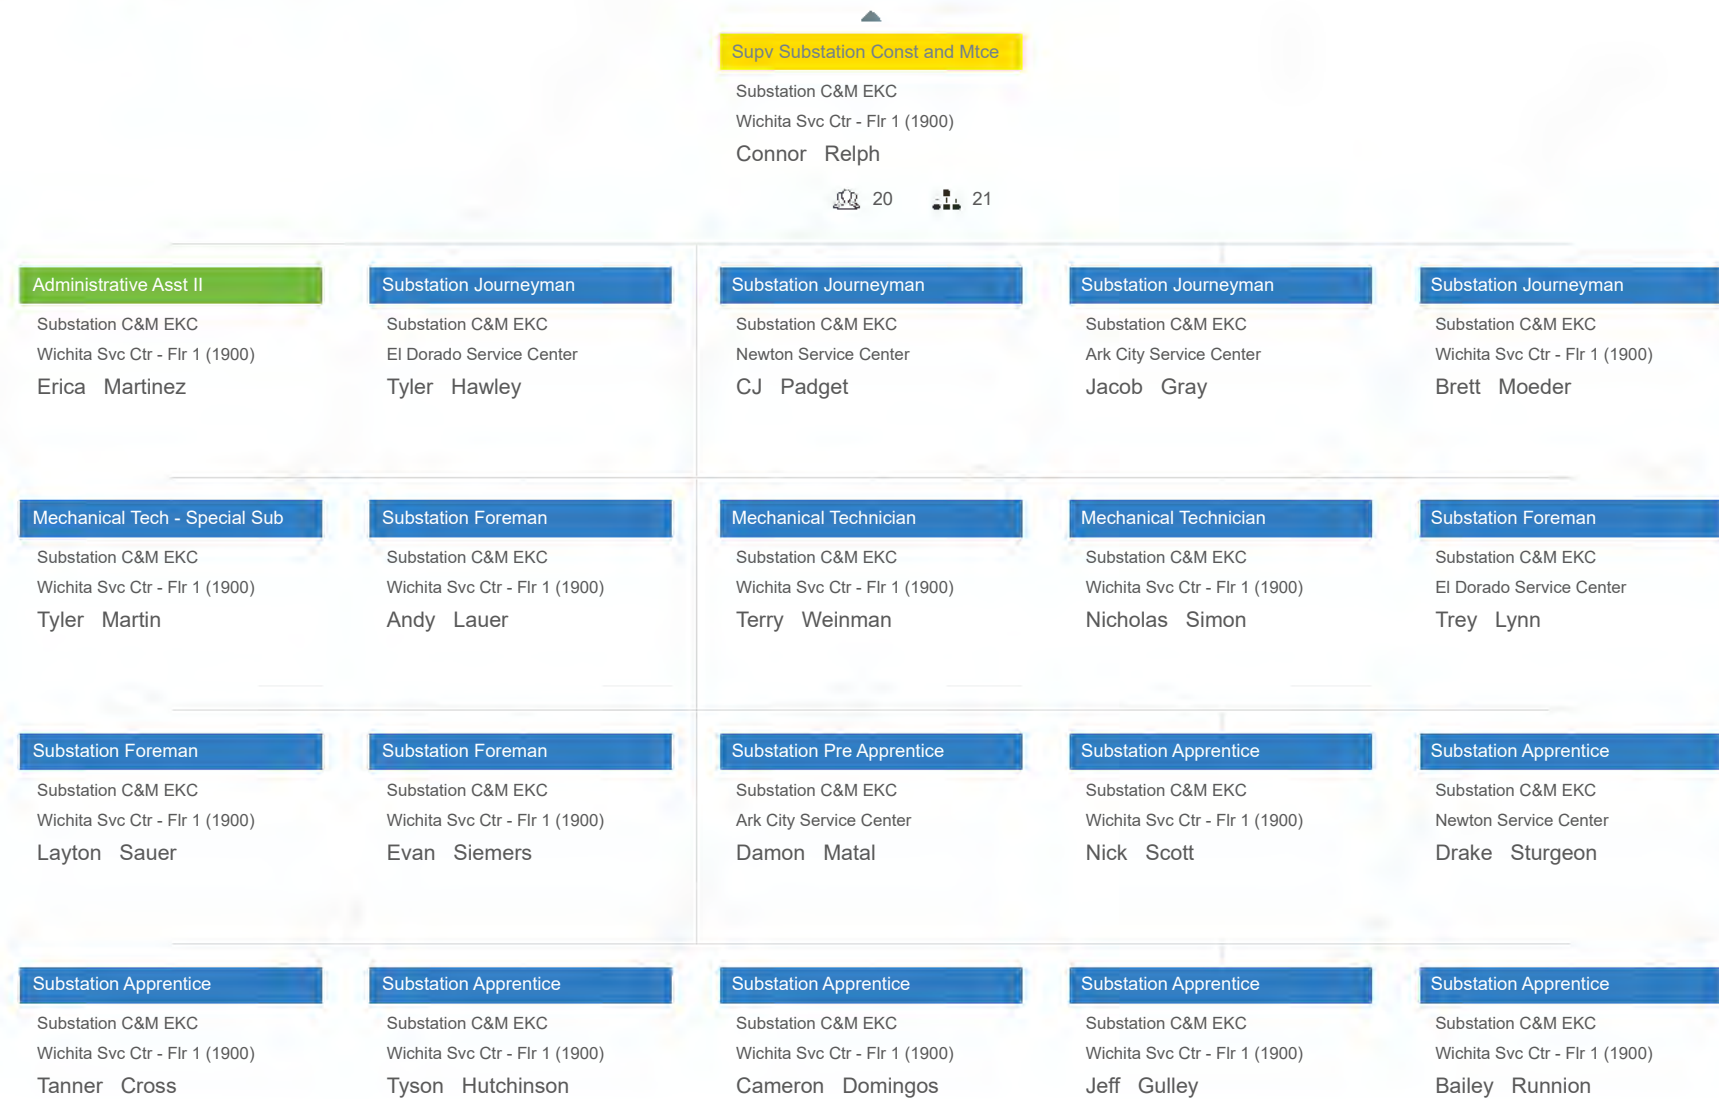 Supv Substation Const and Mtce
Substation C&M EKC
Wichita Svc Ctr - Flr 1 (1900)
Connor Relph
20 21
Administrative Asst II
Substation C&M EKC
Wichita Svc Ctr - Flr 1 (1900)
Erica Martinez
Substation Journeyman
Substation C&M EKC
El Dorado Service Center
Tyler Hawley
Substation Journeyman
Substation C&M EKC
Newton Service Center
CJ Padget
Substation Journeyman
Substation C&M EKC
Ark City Service Center
Jacob Gray
Substation Journeyman
Substation C&M EKC
Wichita Svc Ctr - Flr 1 (1900)
Brett Moeder
Mechanical Tech - Special Sub
Substation C&M EKC
Wichita Svc Ctr - Flr 1 (1900)
Tyler Martin
Substation Foreman
Substation C&M EKC
Wichita Svc Ctr - Flr 1 (1900)
Andy Lauer
Mechanical Technician
Substation C&M EKC
Wichita Svc Ctr - Flr 1 (1900)
Terry Weinman
Mechanical Technician
Substation C&M EKC
Wichita Svc Ctr - Flr 1 (1900)
Nicholas Simon
Substation Foreman
Substation C&M EKC
El Dorado Service Center
Trey Lynn
Substation Foreman
Substation C&M EKC
Wichita Svc Ctr - Flr 1 (1900)
Layton Sauer
Substation Foreman
Substation C&M EKC
Wichita Svc Ctr - Flr 1 (1900)
Evan Siemers
Substation Pre Apprentice
Substation C&M EKC
Ark City Service Center
Damon Matal
Substation Apprentice
Substation C&M EKC
Wichita Svc Ctr - Flr 1 (1900)
Nick Scott
Substation Apprentice
Substation C&M EKC
Newton Service Center
Drake Sturgeon
Substation Apprentice
Substation C&M EKC
Wichita Svc Ctr - Flr 1 (1900)
Tanner Cross
Substation Apprentice
Substation C&M EKC
Wichita Svc Ctr - Flr 1 (1900)
Tyson Hutchinson
Substation Apprentice
Substation C&M EKC
Wichita Svc Ctr - Flr 1 (1900)
Cameron Domingos
Substation Apprentice
Substation C&M EKC
Wichita Svc Ctr - Flr 1 (1900)
Jeff Gulley
Substation Apprentice
Substation C&M EKC
Wichita Svc Ctr - Flr 1 (1900)
Bailey Runnion